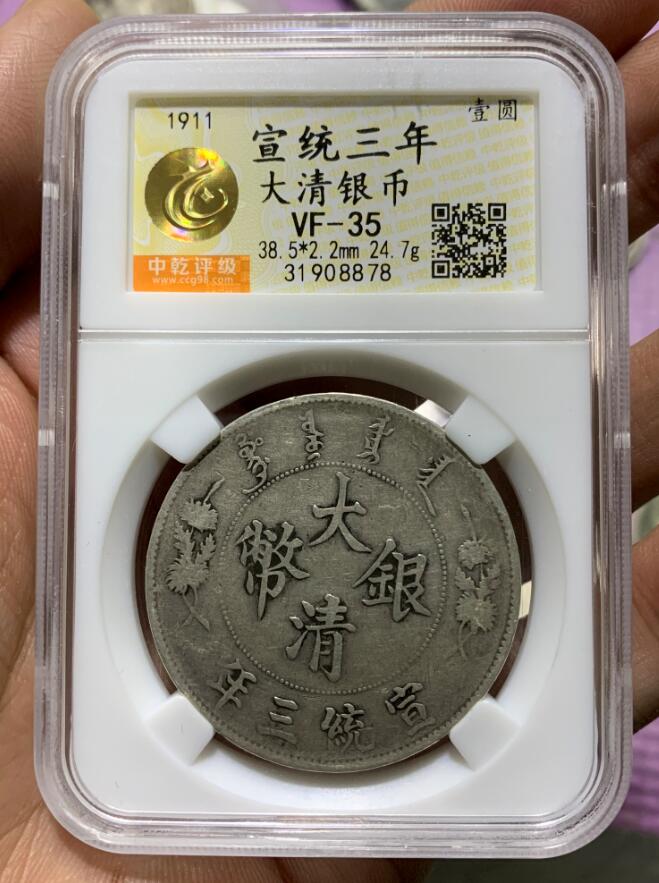 1911
壹圆
宣统三年
大清银币
VF-35
38.5*2.2mm 24.7g
31908878
中乾评级
www.ccg98.com
大清銀幣
宣統三年